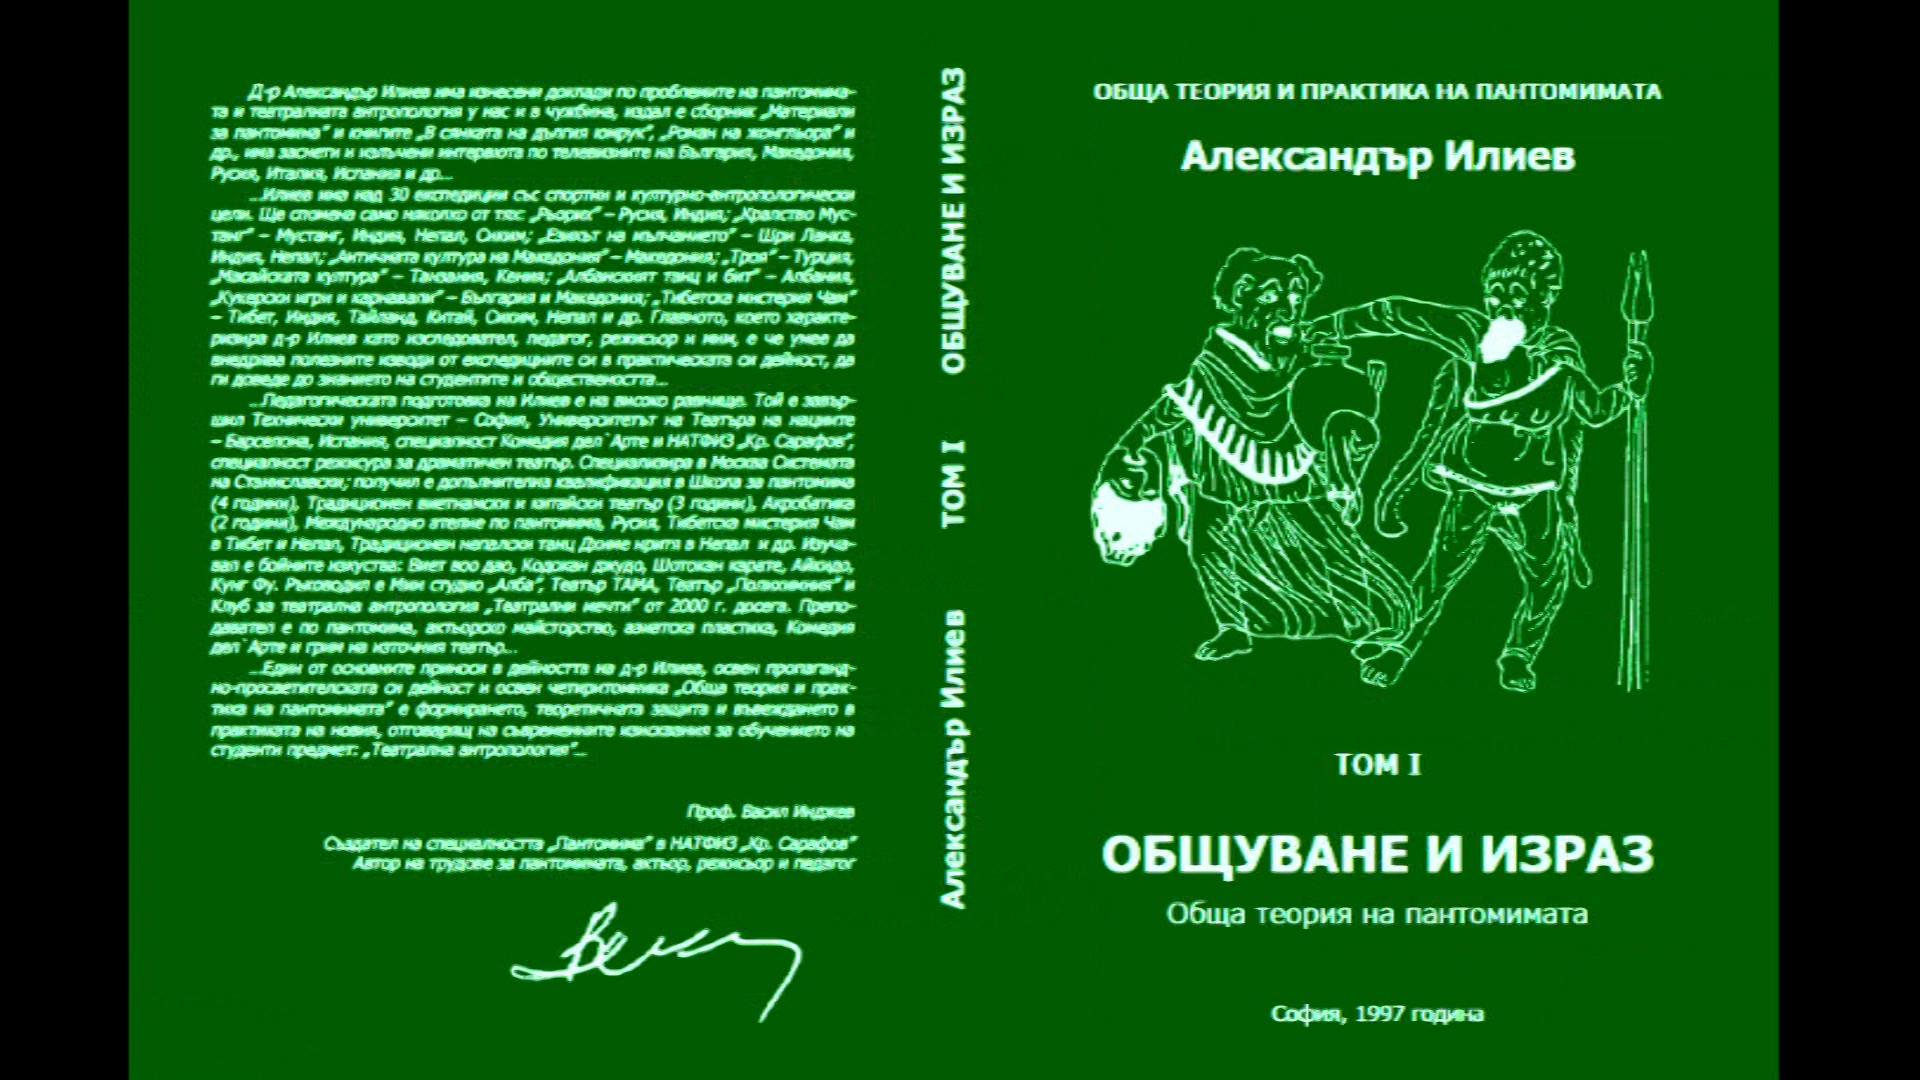 Д-р Александър Илиев има изнесени доклади по проблемите на пантомима-
та и театралната антропология у нас и в чужбина, издал е сборник „Материали
за пантомима” и книгите „В сянката на дългия юмрук”, „Роман на жонгльора” и
др., има заснети и излъчени интервюта по телевизиите на България, Македония,
Русия, Италия, Испания и др...
...Илиев има над 30 експедиции със спортни и културно-антропологически
цели. Ще спомена само няколко от тях: „Рьорих” – Русия, Индия; „Кралство Мус-
танг” – Мустанг, Индия, Непал, Сиким; „Езикът на мълчанието” – Шри Ланка,
Индия, Непал; „Античната култура на Македония” – Македония; „Троя” – Турция,
„Масайската култура” – Танзания, Кения; „Албанският танц и бит” – Албания,
„Кукерски игри и карнавали” – България и Македония; „Тибетска мистерия Чам”
– Тибет, Индия, Тайланд, Китай, Сиким, Непал и др. Главното, което характе-
ризира д-р Илиев като изследовател, педагог, режисьор и мим, е че умее да
внедрява полезните изводи от експедициите си в практическата си дейност, да
ги доведе до знанието на студентите и обществеността...
...Педагогическата подготовка на Илиев е на високо равнище. Той е завър-
шил Технически университет – София, Университетът на Театъра на нациите
– Барселона, Испания, специалност Комедия дел`Арте и НАТФИЗ „Кр. Сарафов”,
специалност режисура за драматичен театър. Специализира в Москва Системата
на Станиславски; получил е допълнителна квалификация в Школа за пантомима
(4 години), Традиционен виетнамски и китайски театър (3 години), Акробатика
(2 години), Международно ателие по пантомима, Русия, Тибетска мистерия Чам
в Тибет и Непал, Традиционен непалски танц Дхиме нритя в Непал и др. Изуча-
вал е бойните изкуства: Виет воо дао, Кодокан джудо, Шотокан карате, Айкидо,
Кунг Фу. Ръководил е Мим студио „Алба”, Театър ТАМА, Театър „Полихимния” и
Клуб за театрална антропология „Театрални мечти” от 2000 г. досега. Препо-
давател е по пантомима, актьорско майсторство, азиатска пластика, Комедия
дел`Арте и грим на източния театър...
...Един от основните приноси в дейността на д-р Илиев, освен пропаганд-
но-просветителската си дейност и освен четиритомника „Обща теория и прак-
тика на пантомимата” е формирането, теоретичната защита и въвеждането в
практиката на новия, отговарящ на съвременните изисквания за обучението на
студенти предмет: „Театрална антропология”...
Проф. Васил Инджев
Създател на специалността „Пантомима” в НАТФИЗ „Кр. Сарафов”
Автор на трудове за пантомимата, актьор, режисьор и педагог
Александър Илиев ТОМ I ОБЩУВАНЕ И ИЗРАЗ
ОБЩА ТЕОРИЯ И ПРАКТИКА НА ПАНТОМИМАТА
Александър Илиев
ТОМ I
ОБЩУВАНЕ И ИЗРАЗ
Обща теория на пантомимата
София, 1997 година